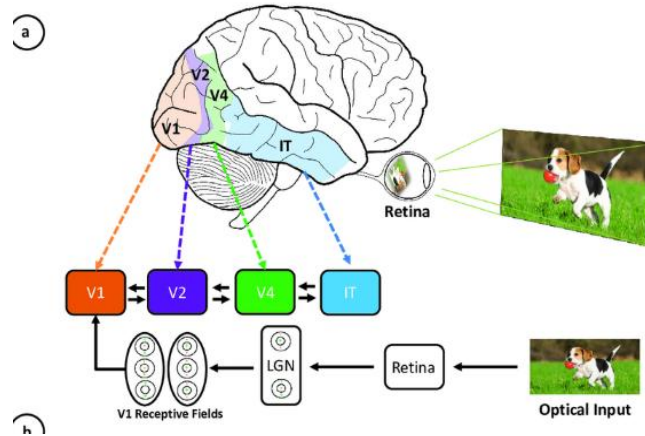 a
V2
V4
V1
IT
Retina
V1
V2
V4
IT
LGN
Retina
V1 Receptive Fields
Optical Input
b